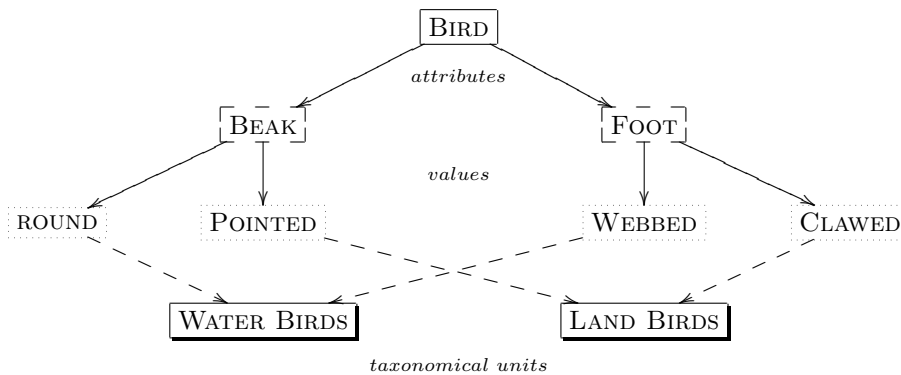 BIRD
attributes
BEAK FOOT
values
ROUND POINTED WEBBED CLAWED
WATER BIRDS LAND BIRDS
taxonomical units